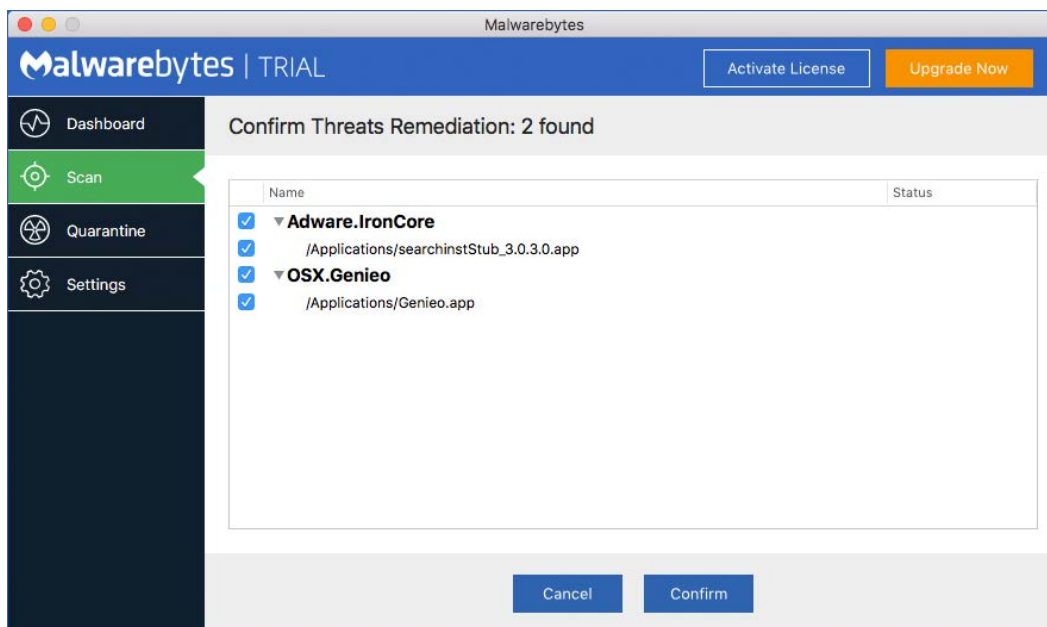 Malwarebytes
Malwarebytes | TRIAL
Activate License
Upgrade Now
Dashboard
Confirm Threats Remediation: 2 found
Scan
Name
Status
Adware.IronCore
/Applications/searchinstStub_3.0.3.0.app
Quarantine
OSX.Genieo
/Applications/Genieo.app
Settings
Cancel
Confirm